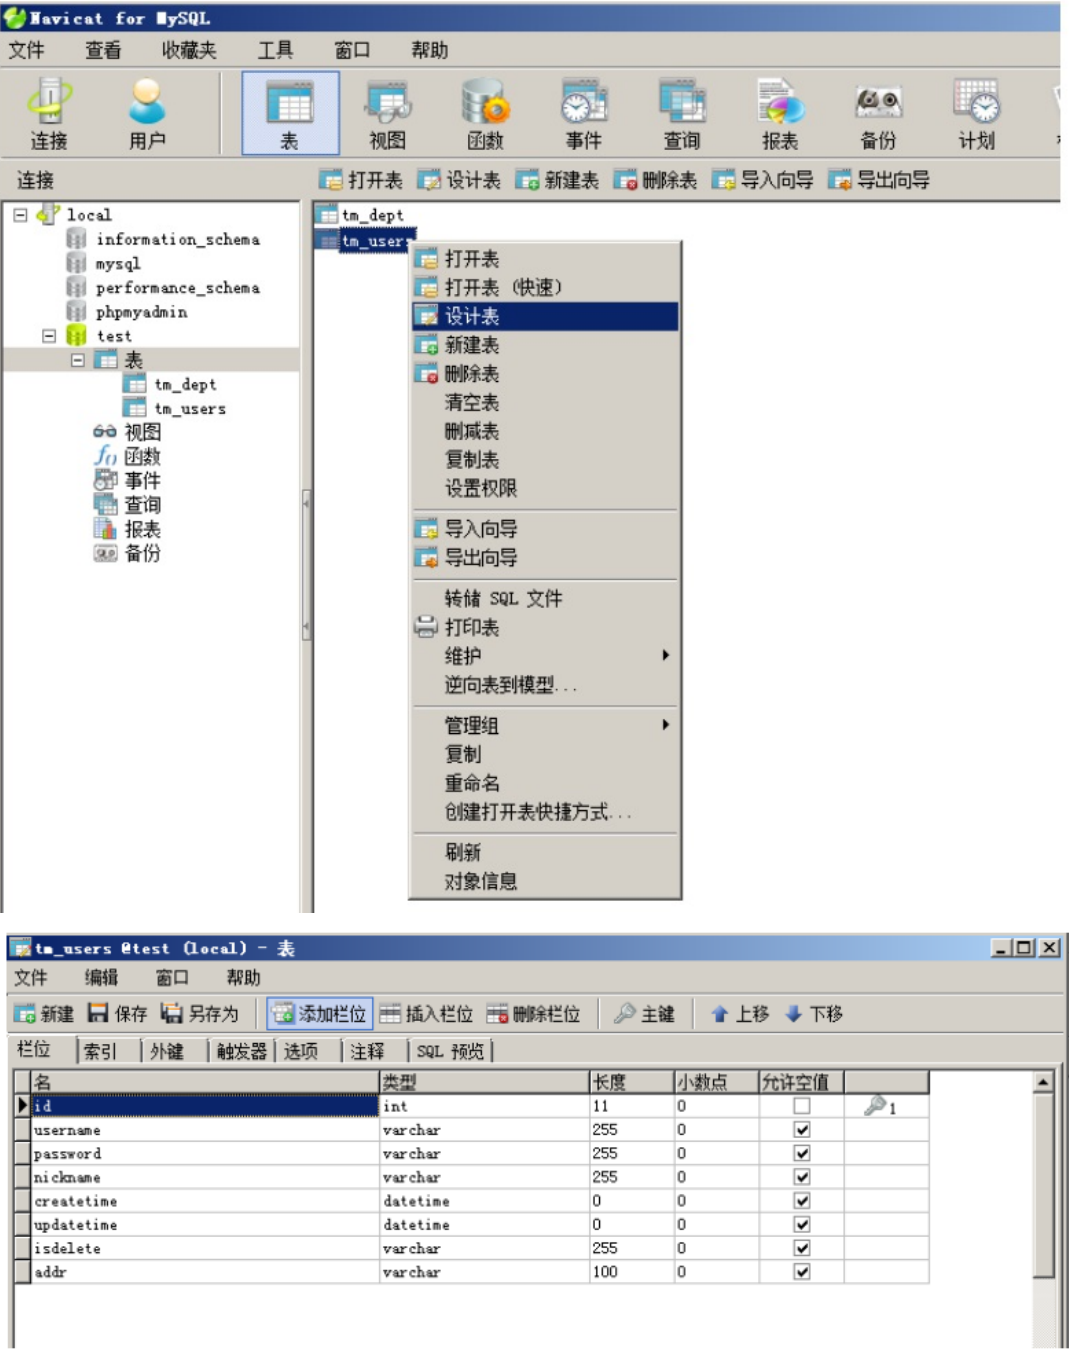 Navicat for MySQL
文件 查看 收藏夹 工具 窗口 帮助
连接 用户 表 视图 函数 事件 查询 报表 备份 计划
连接 打开表 设计表 新建表 删除表 导入向导 导出向导
local
information_schema
mysql
performance_schema
phpmyadmin
test
表
tm_dept
tm_users
视图
函数
事件
查询
报表
备份
tm_dept
tm_users
打开表
打开表 (快速)
设计表
新建表
删除表
清空表
删减表
复制表
设置权限
导入向导
导出向导
转储 SQL 文件
打印表
维护
逆向表到模型...
管理组
复制
重命名
创建打开表快捷方式...
刷新
对象信息
tm_users @test (local) - 表
文件 编辑 窗口 帮助
新建 保存 另存为 添加栏位 插入栏位 删除栏位 主键 上移 下移
栏位 索引 外键 触发器 选项 注释 SQL 预览
名 类型 长度 小数点 允许空值
id int 11 0 1
username varchar 255 0
password varchar 255 0
nickname varchar 255 0
createtime datetime 0 0
updatetime datetime 0 0
isdelete varchar 255 0
addr varchar 100 0